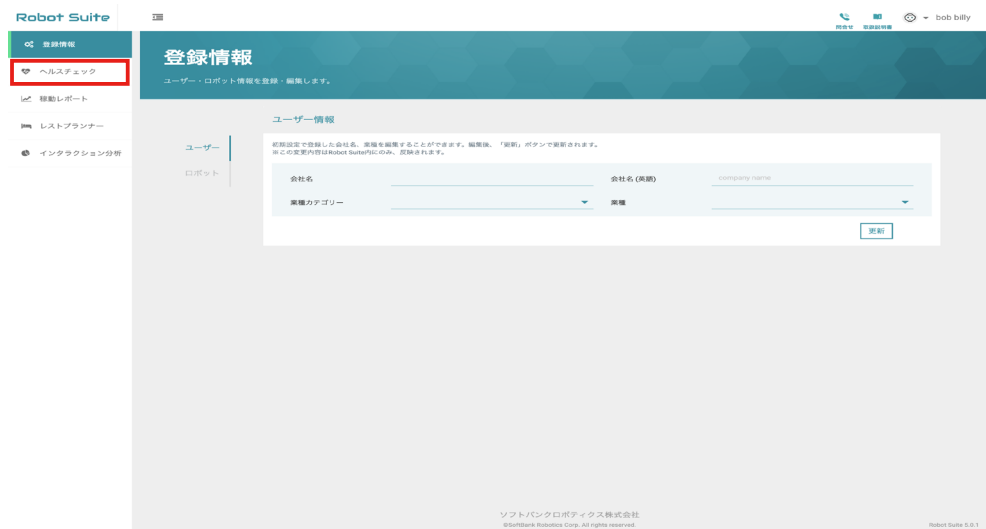 Robot Suite
問合せ
取扱説明書
bob billy
登録情報
ヘルスチェック
稼動レポート
レストプランナー
インタラクション分析
登録情報
ユーザー・ロボット情報を登録・編集します。
ユーザー
ロボット
ユーザー情報
初期設定で登録した会社名、業種を編集することができます。編集後、「更新」ボタンで更新されます。
※この変更内容はRobot Suite内にのみ、反映されます。
会社名
会社名 (英語)
company name
業種カテゴリー
業種
更新
ソフトバンクロボティクス株式会社
©SoftBank Robotics Corp. All rights reserved.
Robot Suite 5.0.1